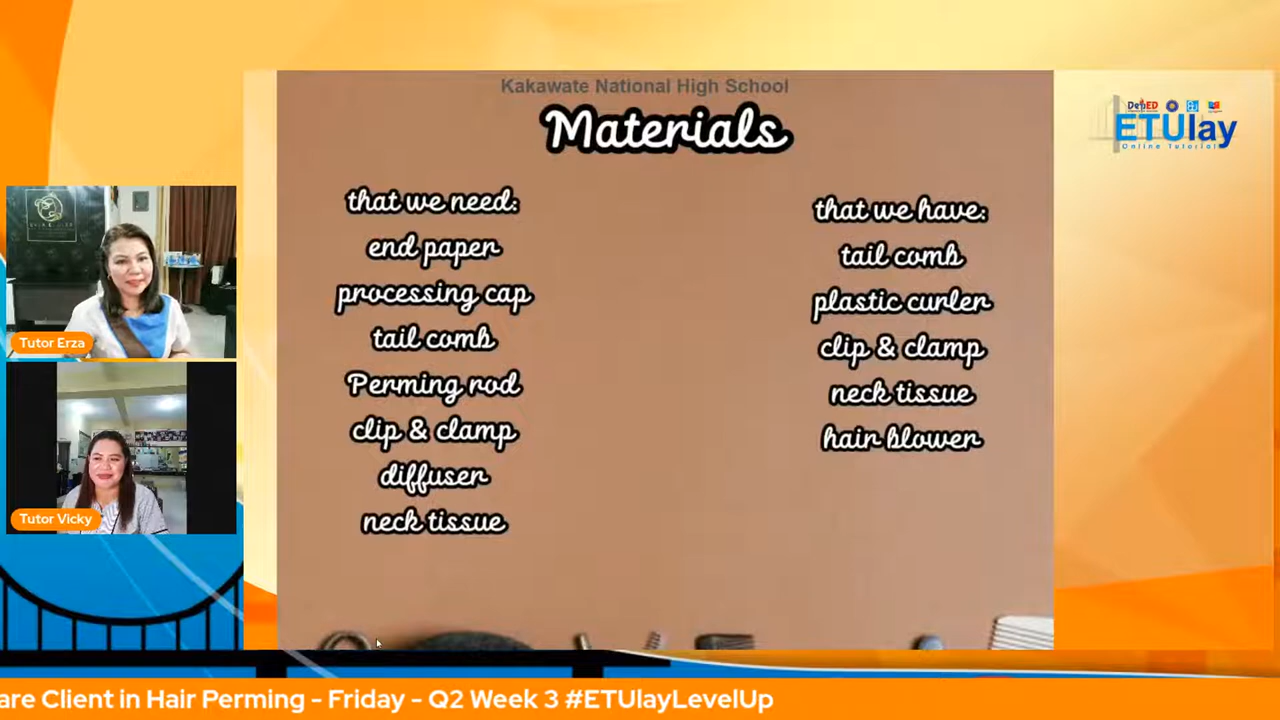 Kakawate National High School
Materials
that we need:
end paper
processing cap
tail comb
Perming rod
clip & clamp
diffuser
neck tissue
that we have:
tail comb
plastic curler
clip & clamp
neck tissue
hair blower
DepED
ETUlay
Online Tutorial
Tutor Erza
Tutor Vicky
are Client in Hair Perming - Friday - Q2 Week 3 #ETUlayLevelUp